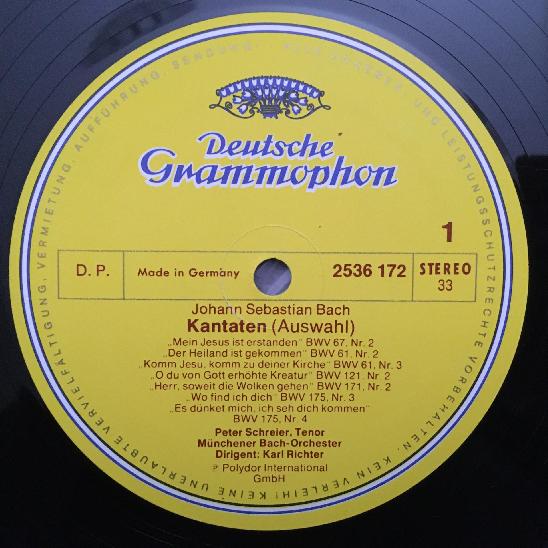 ALLE URHEBER- UND LEISTUNGSSCHUTZRECHTE VORBEHALTEN. KEIN VERLEIH! KEINE UNERLAUBTE VERVIELFÄLTIGUNG, VERMIETUNG, AUFFÜHRUNG, SENDUNG!
Deutsche
Grammophon
1
D. P.
Made in Germany
2536 172
STEREO
33
Johann Sebastian Bach
Kantaten (Auswahl)
„Mein Jesus ist erstanden" BWV 67, Nr. 2
„Der Heiland ist gekommen" BWV 61, Nr. 2
„Komm Jesu, komm zu deiner Kirche" BWV 61, Nr. 3
„O du von Gott erhöhte Kreatur" BWV 121, Nr. 2
„Herr, soweit die Wolken gehen" BWV 171, Nr. 2
„Wo find ich dich" BWV 175, Nr. 3
„Es dünket mich, ich seh dich kommen"
BWV 175, Nr. 4
Peter Schreier, Tenor
Münchener Bach-Orchester
Dirigent: Karl Richter
℗ Polydor International
GmbH